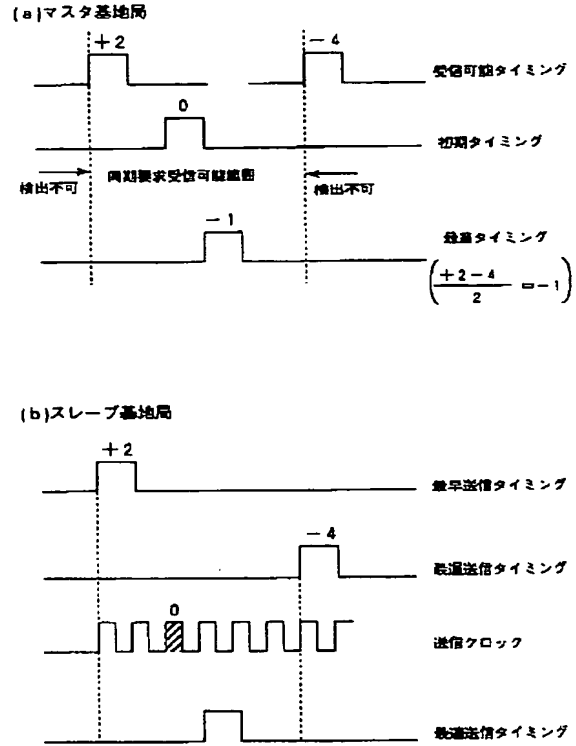 (a)マスタ基地局
+2
-4
受信可能タイミング
0
初期タイミング
検出不可
同期要求受信可能範囲
検出不可
-1
最適タイミング
(+2-4
2
=-1)
(b)スレーブ基地局
+2
最早送信タイミング
-4
最遅送信タイミング
0
送信クロック
最適送信タイミング